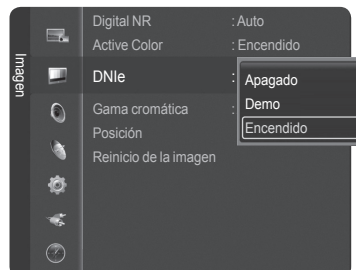 Imagen
Digital NR : Auto
Active Color : Encendido
DNIe :
Apagado
Demo
Encendido
Gama cromática :
Posición
Reinicio de la imagen